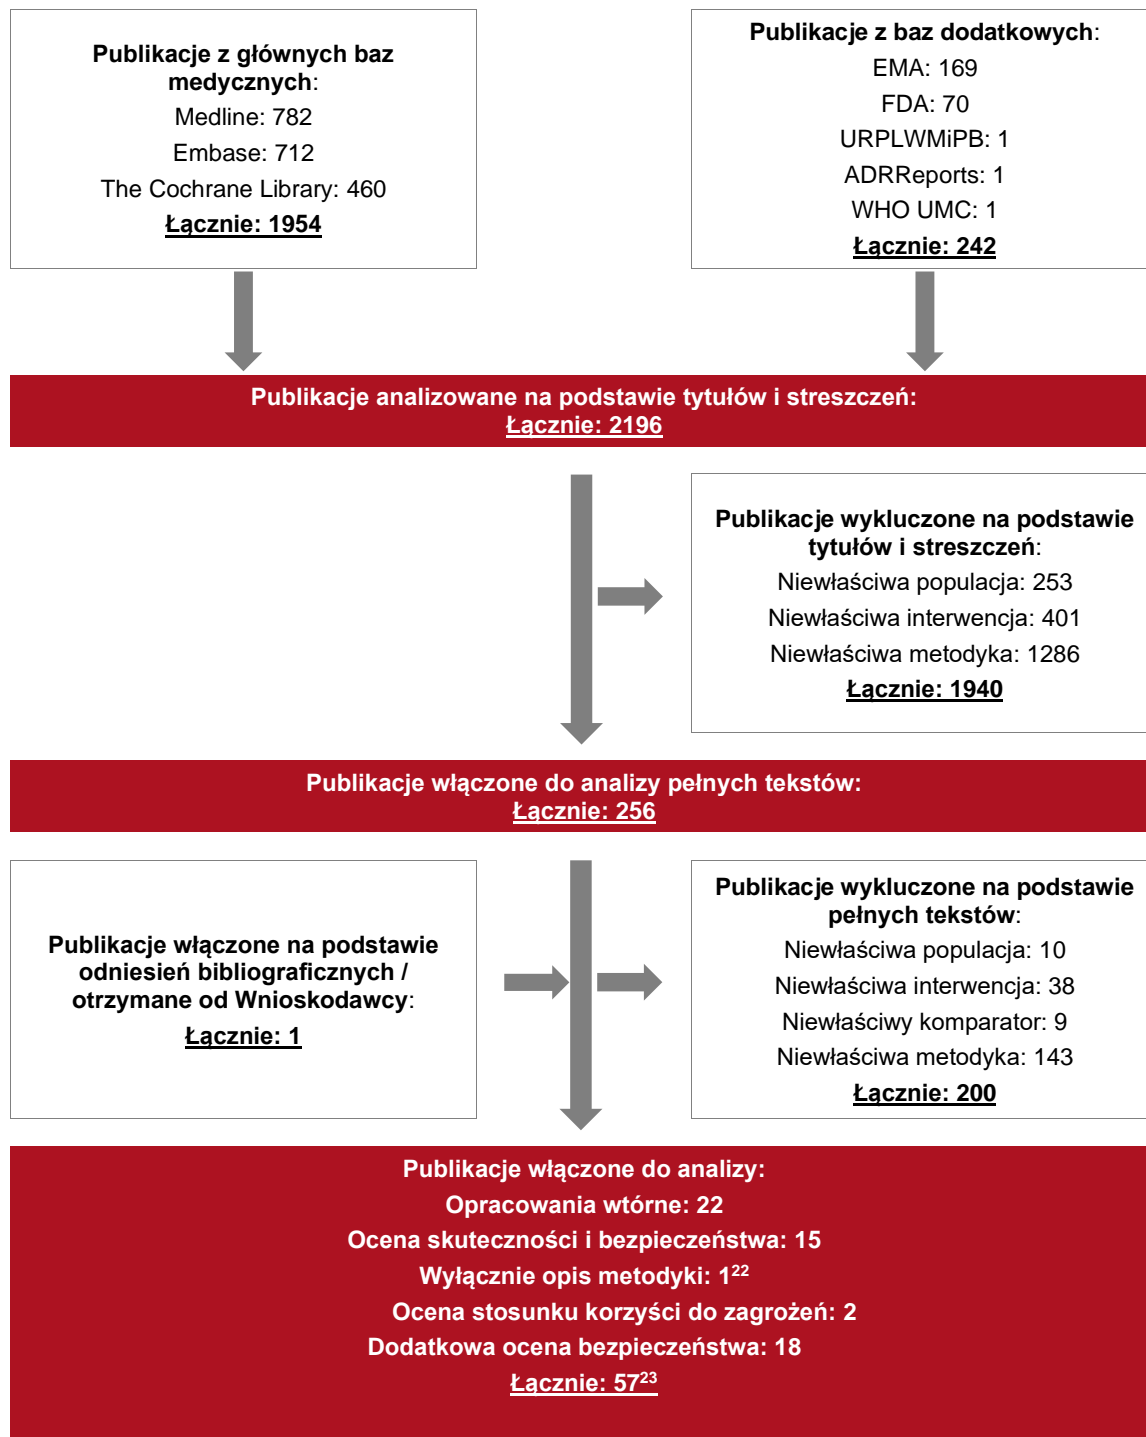 Publikacje z głównych baz
medycznych:
Medline: 782
Embase: 712
The Cochrane Library: 460
Łącznie: 1954
Publikacje z baz dodatkowych:
EMA: 169
FDA: 70
URPLWMiPB: 1
ADRReports: 1
WHO UMC: 1
Łącznie: 242
Publikacje analizowane na podstawie tytułów i streszczeń:
Łącznie: 2196
Publikacje wykluczone na podstawie
tytułów i streszczeń:
Niewłaściwa populacja: 253
Niewłaściwa interwencja: 401
Niewłaściwa metodyka: 1286
Łącznie: 1940
Publikacje włączone do analizy pełnych tekstów:
Łącznie: 256
Publikacje włączone na podstawie
odniesień bibliograficznych /
otrzymane od Wnioskodawcy:
Łącznie: 1
Publikacje wykluczone na podstawie
pełnych tekstów:
Niewłaściwa populacja: 10
Niewłaściwa interwencja: 38
Niewłaściwy komparator: 9
Niewłaściwa metodyka: 143
Łącznie: 200
Publikacje włączone do analizy:
Opracowania wtórne: 22
Ocena skuteczności i bezpieczeństwa: 15
Wyłącznie opis metodyki: 1²²
Ocena stosunku korzyści do zagrożeń: 2
Dodatkowa ocena bezpieczeństwa: 18
Łącznie: 57²³